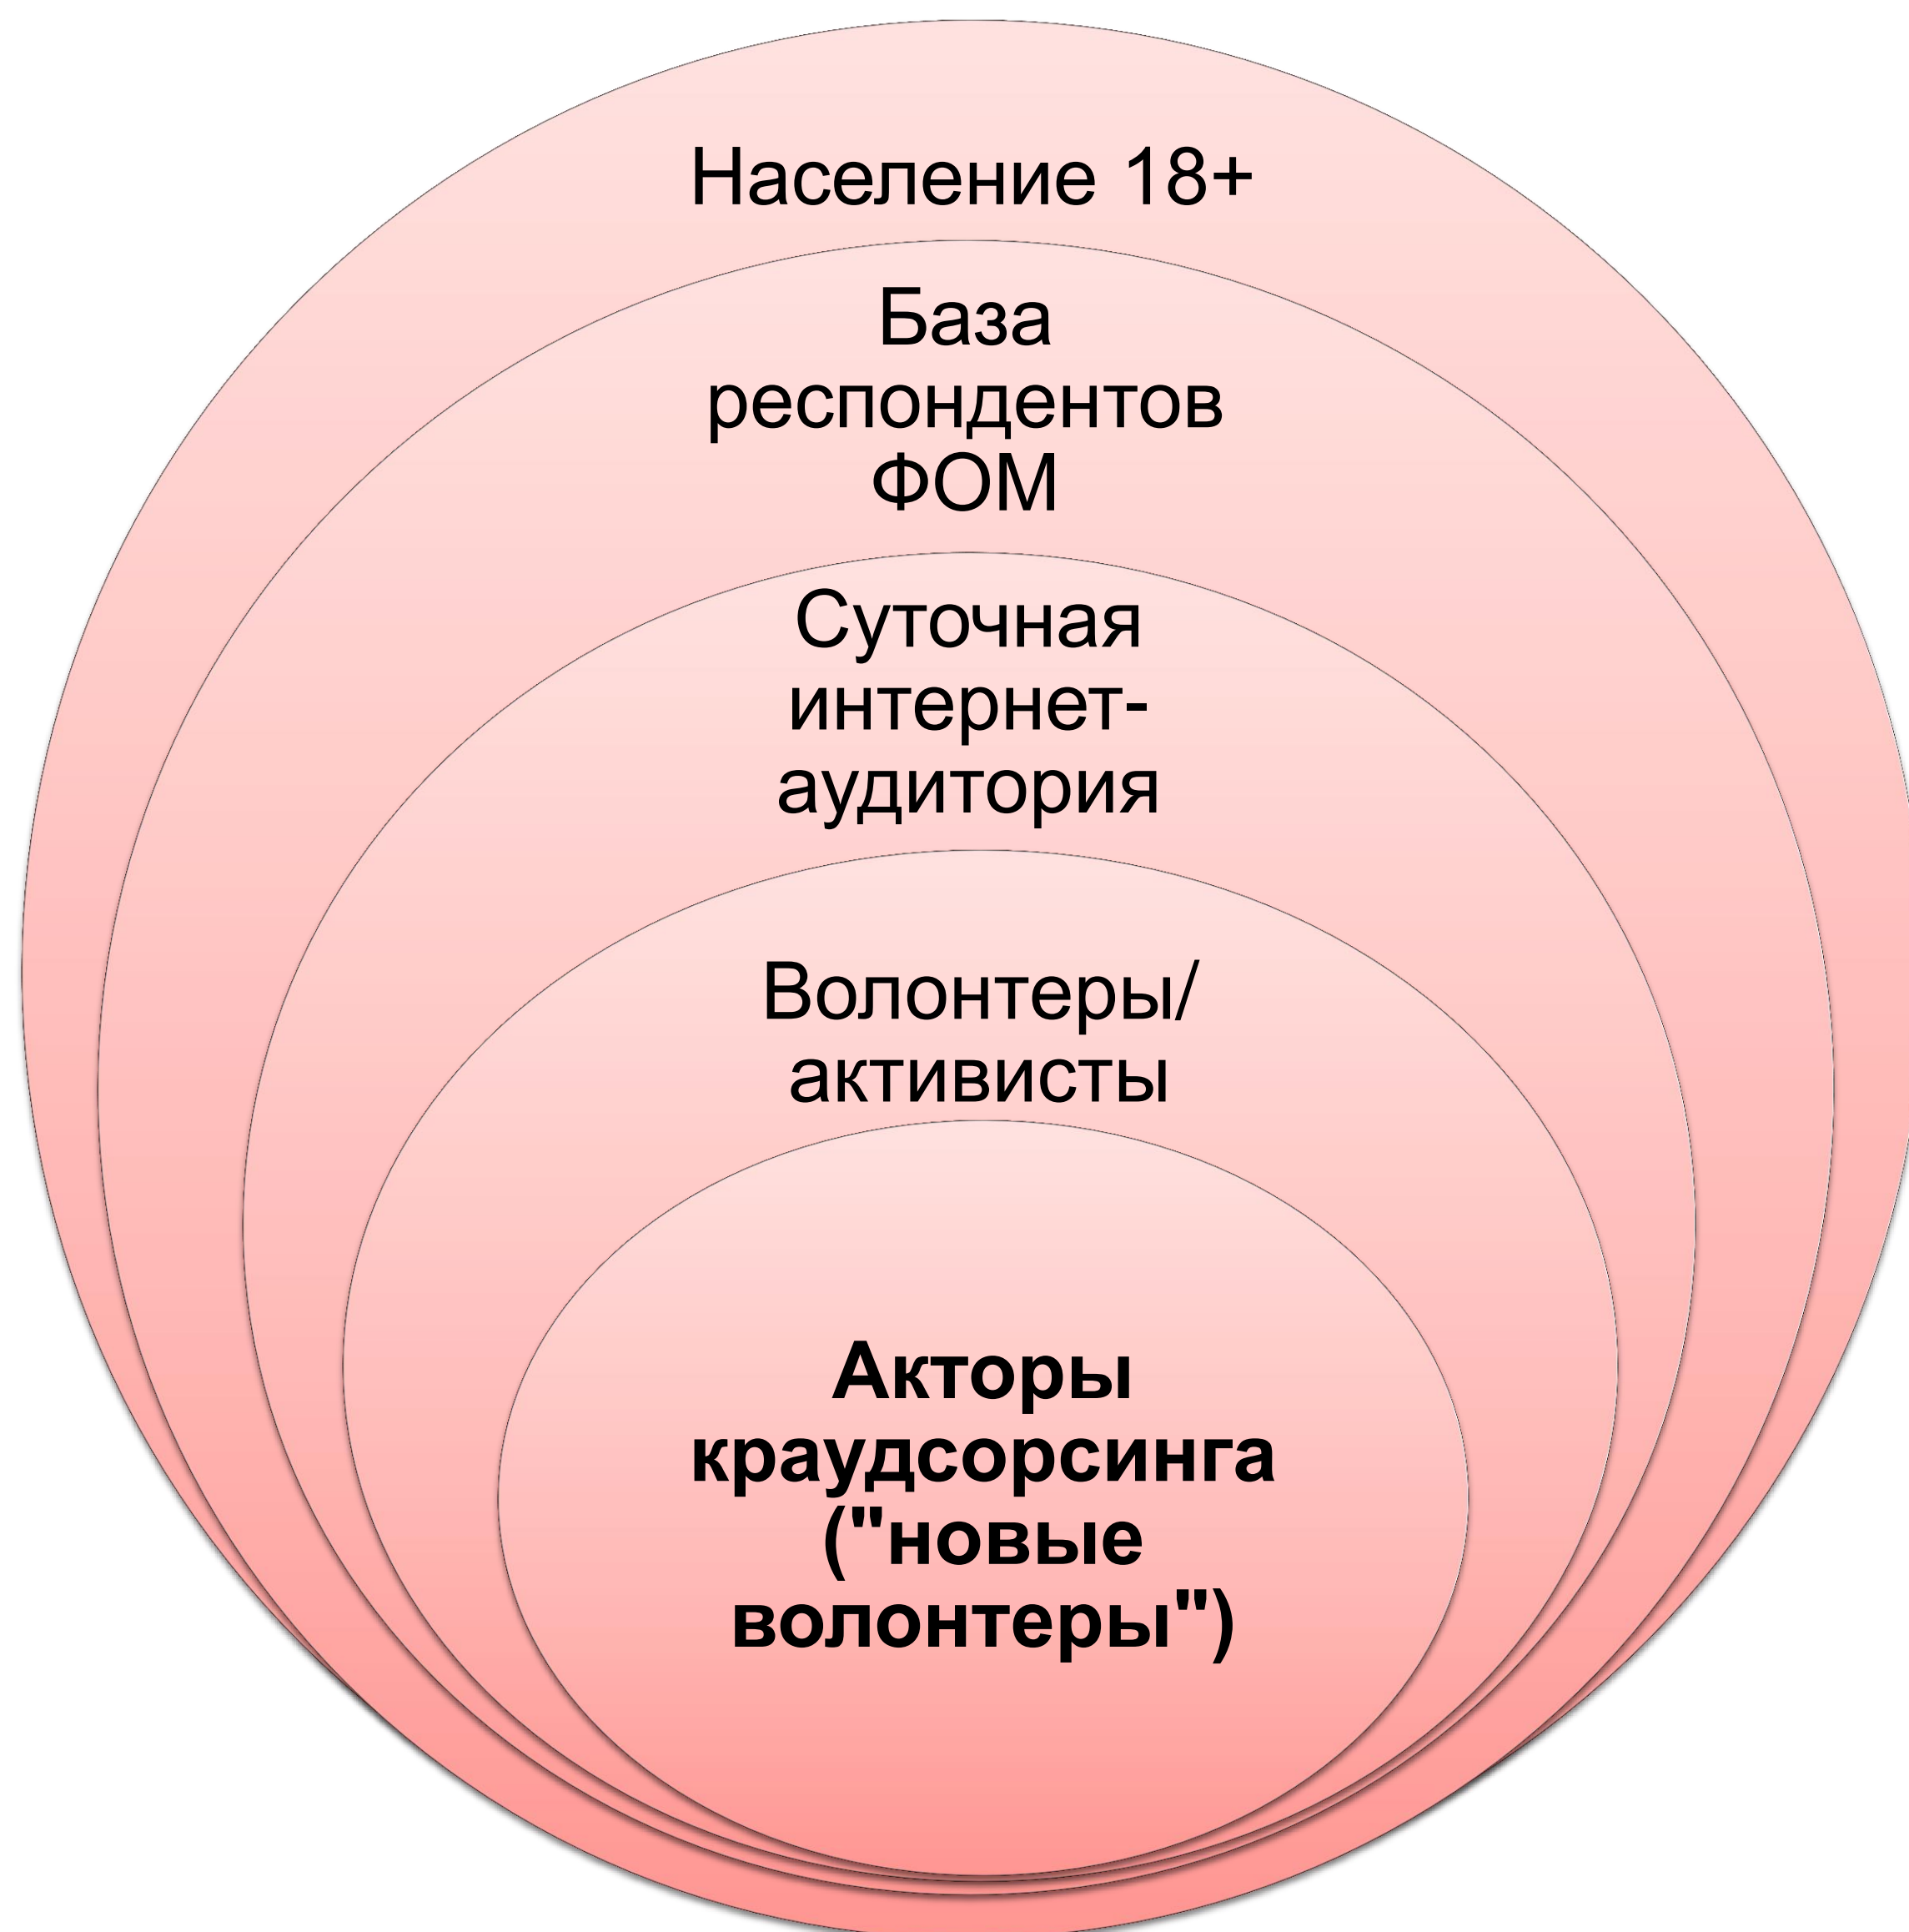 Население 18+
База
респондентов
ФОМ
Суточная
интернет-
аудитория
Волонтеры/
активисты
Акторы
краудсорсинга
("новые
волонтеры")